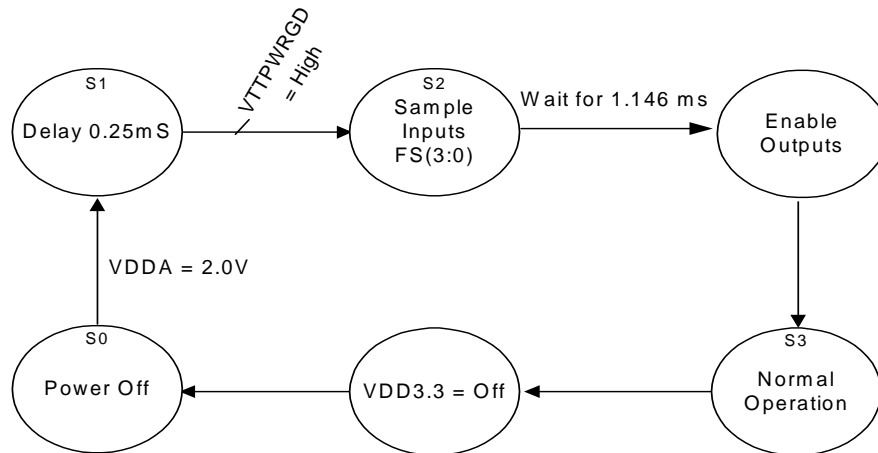 S1
Delay 0.25mS
VTTPWRGD
= High
S2
Sample
Inputs
FS(3:0)
Wait for 1.146 ms
Enable
Outputs
VDDA = 2.0V
S0
Power Off
VDD3.3 = Off
S3
Normal
Operation